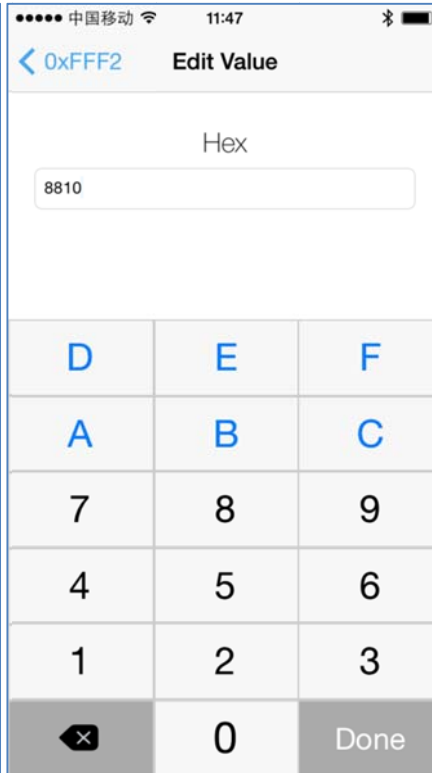 中国移动 11:47
0xFFF2 Edit Value
Hex
8810
D E F
A B C
7 8 9
4 5 6
1 2 3
0 Done